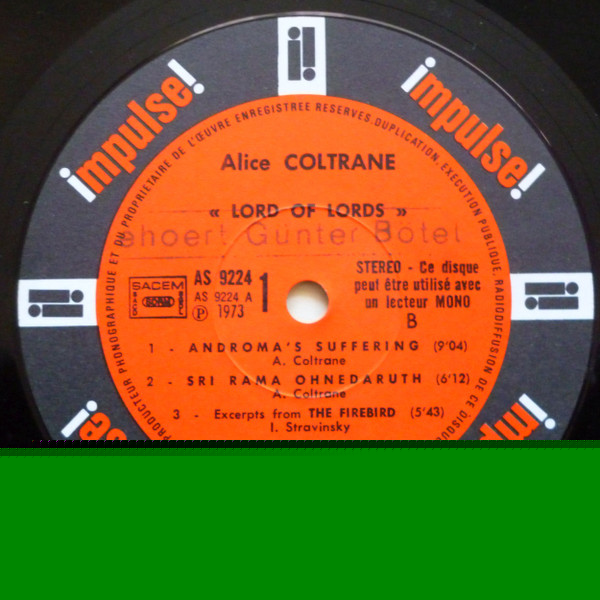 impulse!
impulse!
PRODUCTEUR PHONOGRAPHIQUE ET DU PROPRIETAIRE DE L'ŒUVRE ENREGISTREE RESERVES. DUPLICATION, EXECUTION PUBLIQUE, RADIODIFFUSION DE CE DISQUE
Alice COLTRANE
« LORD OF LORDS »
ehoert Günter Bötel
SACEM
AS 9224
1
AS 9224 A
Ⓟ 1973
STEREO - Ce disque
peut être utilisé avec
un lecteur MONO
B
1 - ANDROMA'S SUFFERING (9'04)
A. Coltrane
2 - SRI RAMA OHNEDARUTH (6'12)
A. Coltrane
3 - Excerpts from THE FIREBIRD (5'43)
I. Stravinsky